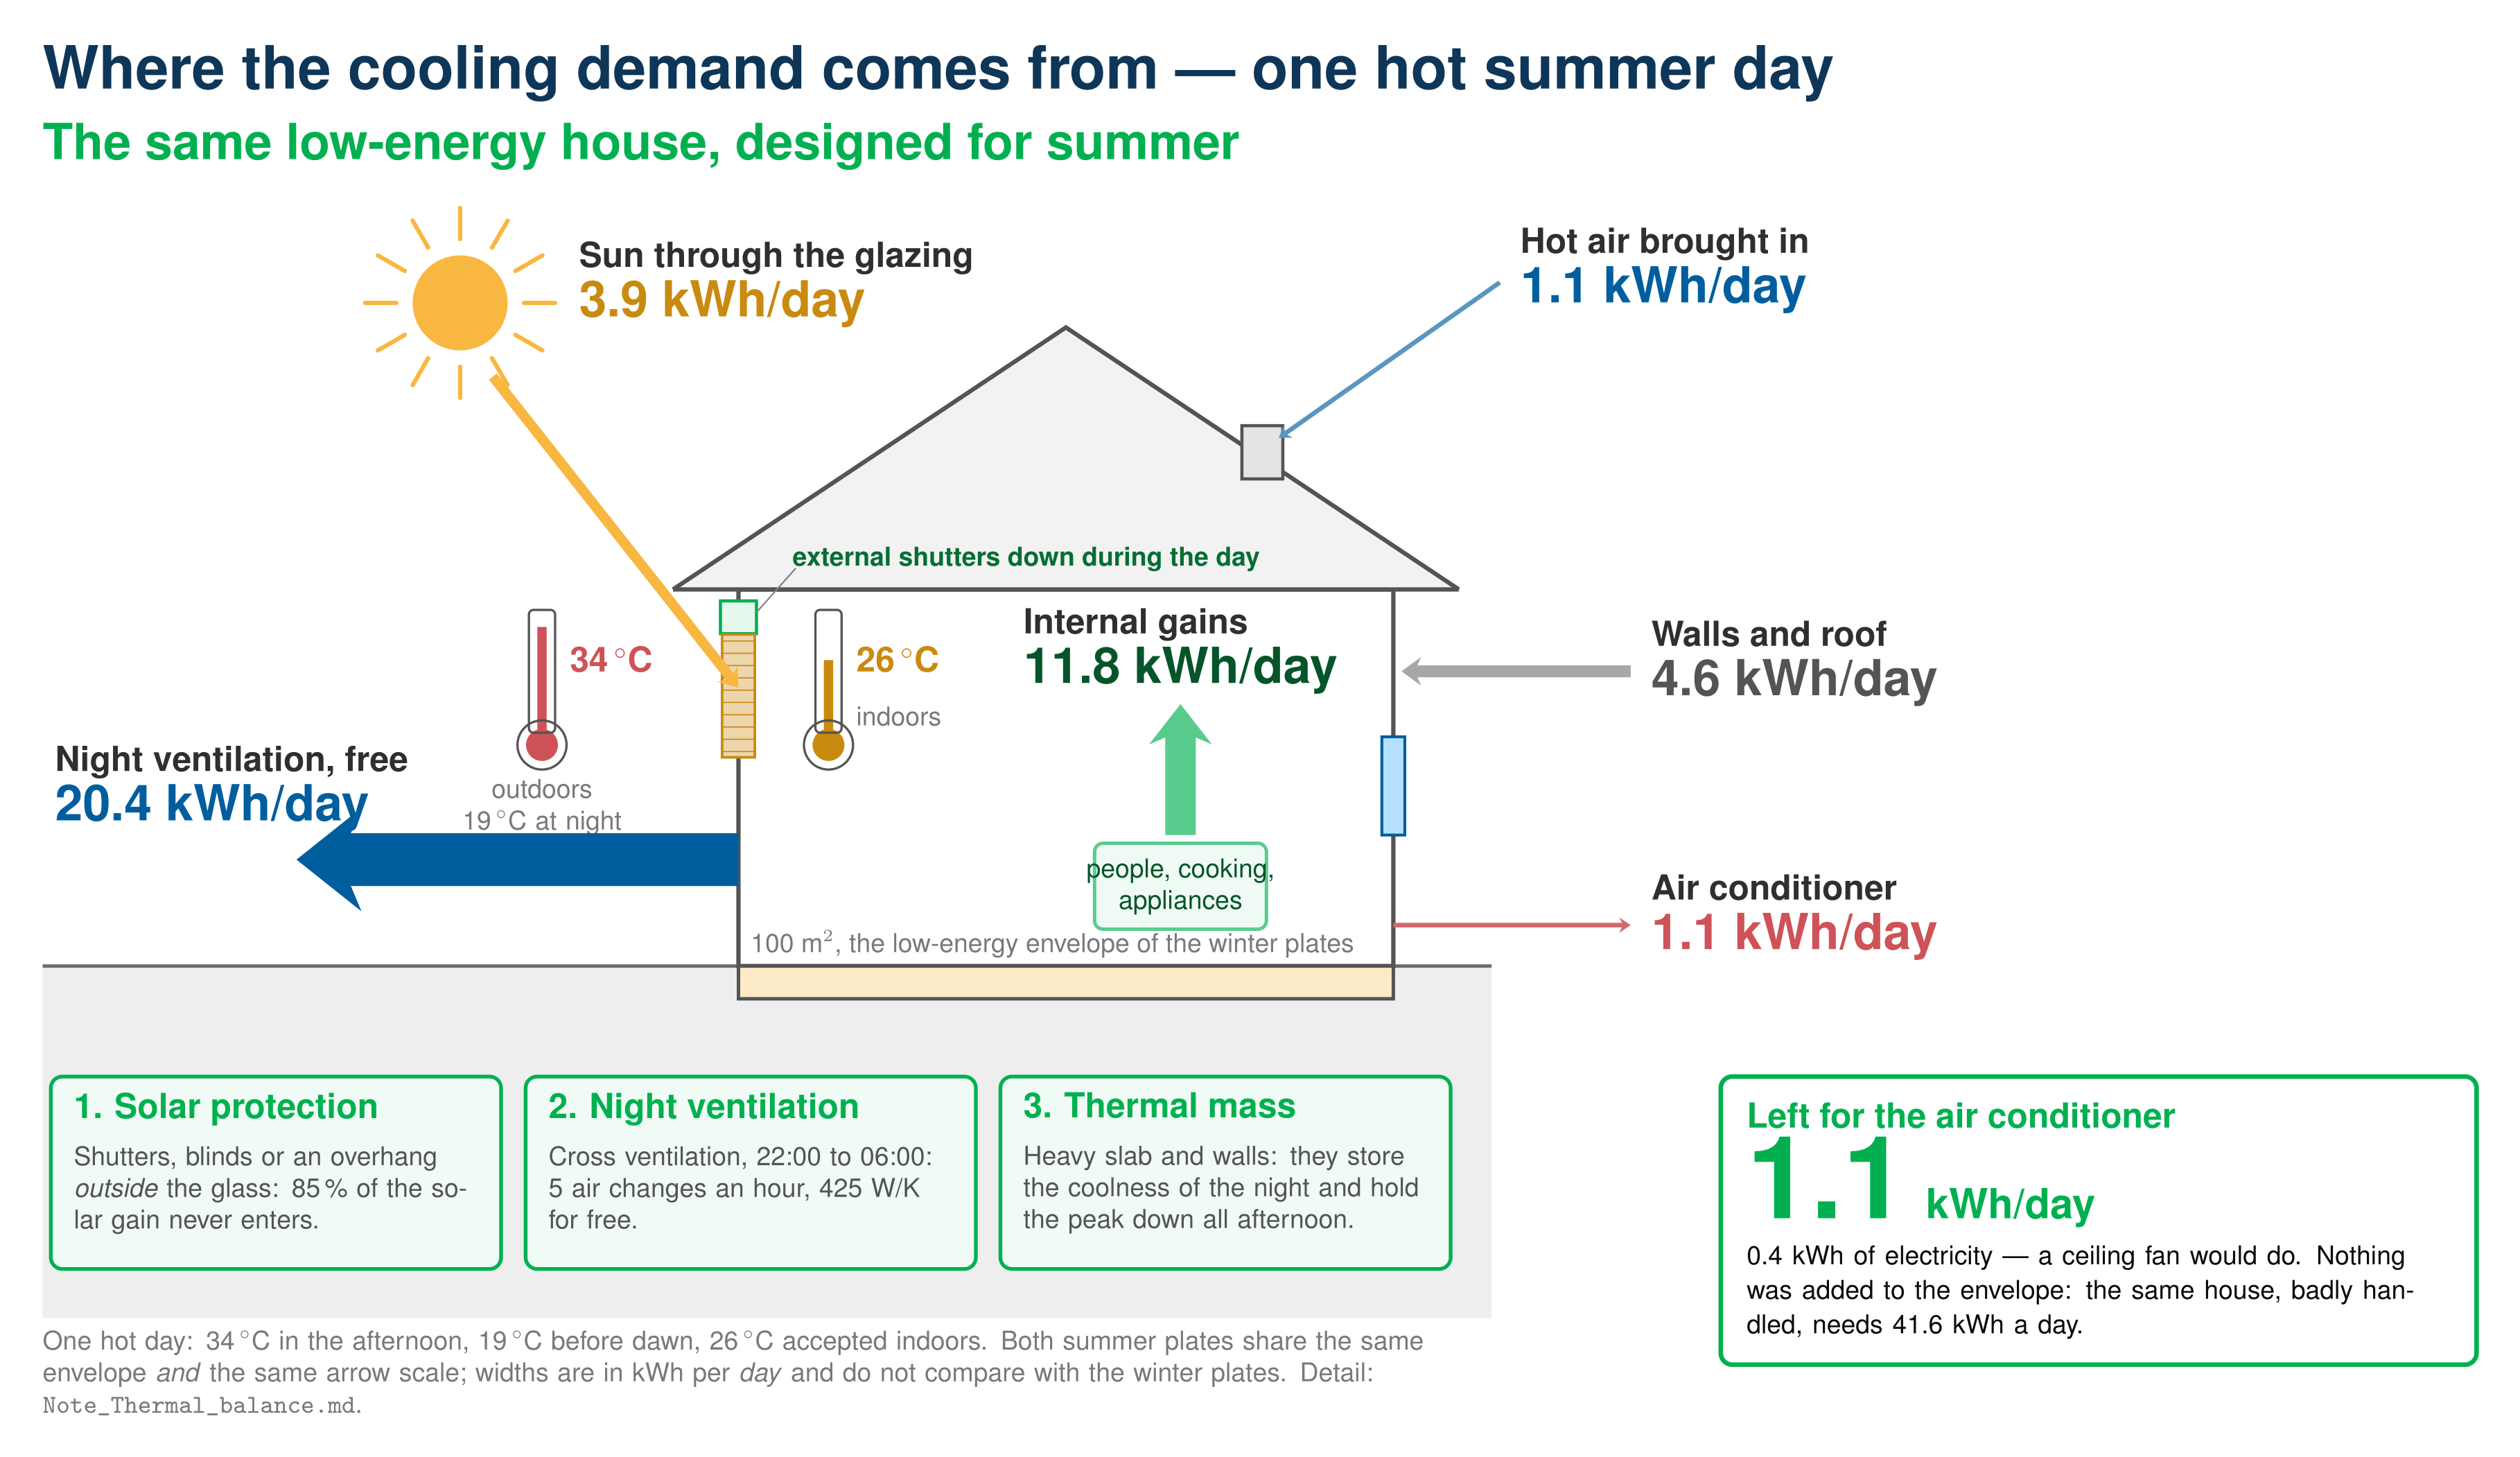 Where the cooling demand comes from — one hot summer day
The same low-energy house, designed for summer
Sun through the glazing
3.9 kWh/day
Hot air brought in
1.1 kWh/day
external shutters down during the day
34 °C
26 °C
indoors
Internal gains
11.8 kWh/day
Walls and roof
4.6 kWh/day
Night ventilation, free
20.4 kWh/day
outdoors
19 °C at night
people, cooking,
appliances
Air conditioner
1.1 kWh/day
100 m², the low-energy envelope of the winter plates
1. Solar protection
Shutters, blinds or an overhang
outside the glass: 85 % of the so-
lar gain never enters.
2. Night ventilation
Cross ventilation, 22:00 to 06:00:
5 air changes an hour, 425 W/K
for free.
3. Thermal mass
Heavy slab and walls: they store
the coolness of the night and hold
the peak down all afternoon.
Left for the air conditioner
1.1 kWh/day
0.4 kWh of electricity — a ceiling fan would do. Nothing
was added to the envelope: the same house, badly han-
dled, needs 41.6 kWh a day.
One hot day: 34 °C in the afternoon, 19 °C before dawn, 26 °C accepted indoors. Both summer plates share the same
envelope and the same arrow scale; widths are in kWh per day and do not compare with the winter plates. Detail:
Note_Thermal_balance.md.